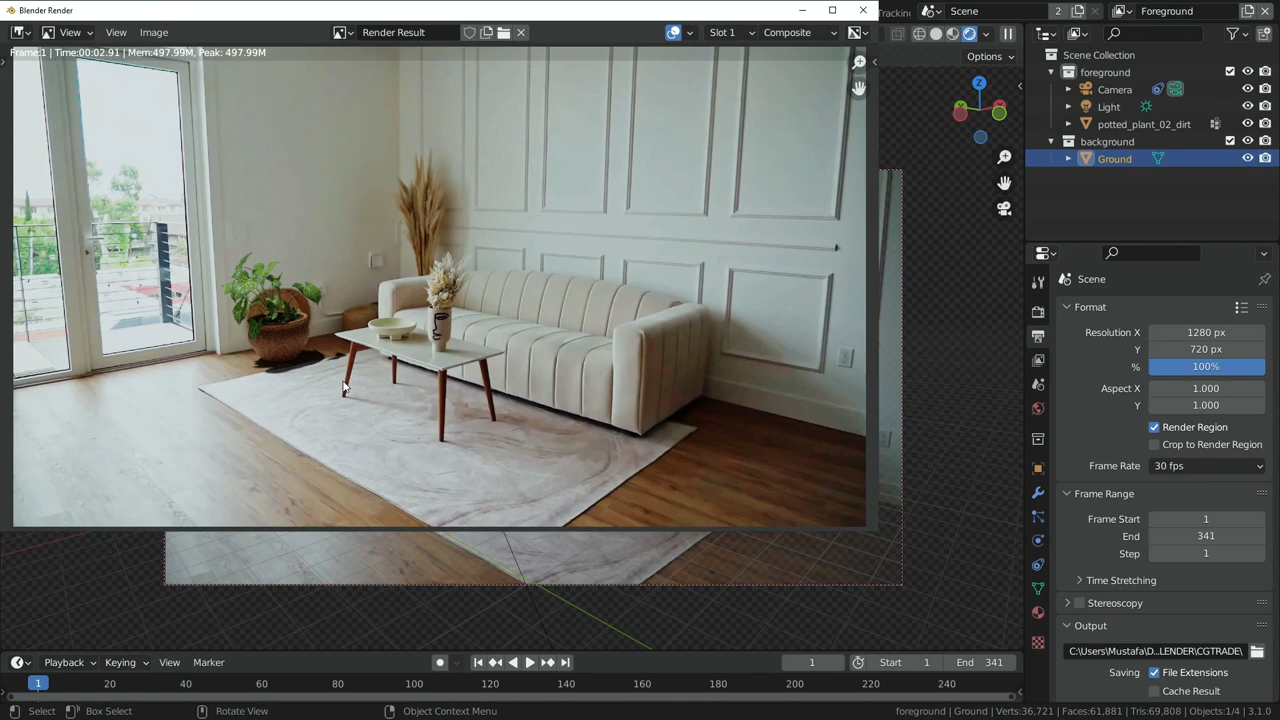 Blender Render
View
View
Image
Render Result
Slot 1
Composite
Frame:1 | Time:00:02.91 | Mem:497.99M, Peak: 497.99M
Tracking
Scene
2
Foreground
Options
Z
Scene Collection
foreground
Camera
Light
potted_plant_02_dirt
background
Ground
Scene
Format
Resolution X
1280 px
Y
720 px
%
100%
Aspect X
1.000
Y
1.000
Render Region
Crop to Render Region
Frame Rate
30 fps
Frame Range
Frame Start
1
End
341
Step
1
Time Stretching
Stereoscopy
Output
C:\Users\Mustafa\D...LENDER\CGTRADE\
Saving
File Extensions
Cache Result
Playback
Keying
View
Marker
1
Start 1
End 341
1
20
40
60
80
100
120
140
160
180
200
220
240
Select
Box Select
Rotate View
Object Context Menu
foreground | Ground | Verts:36,721 | Faces:61,881 | Tris:69,808 | Objects:1/4 | 3.1.0